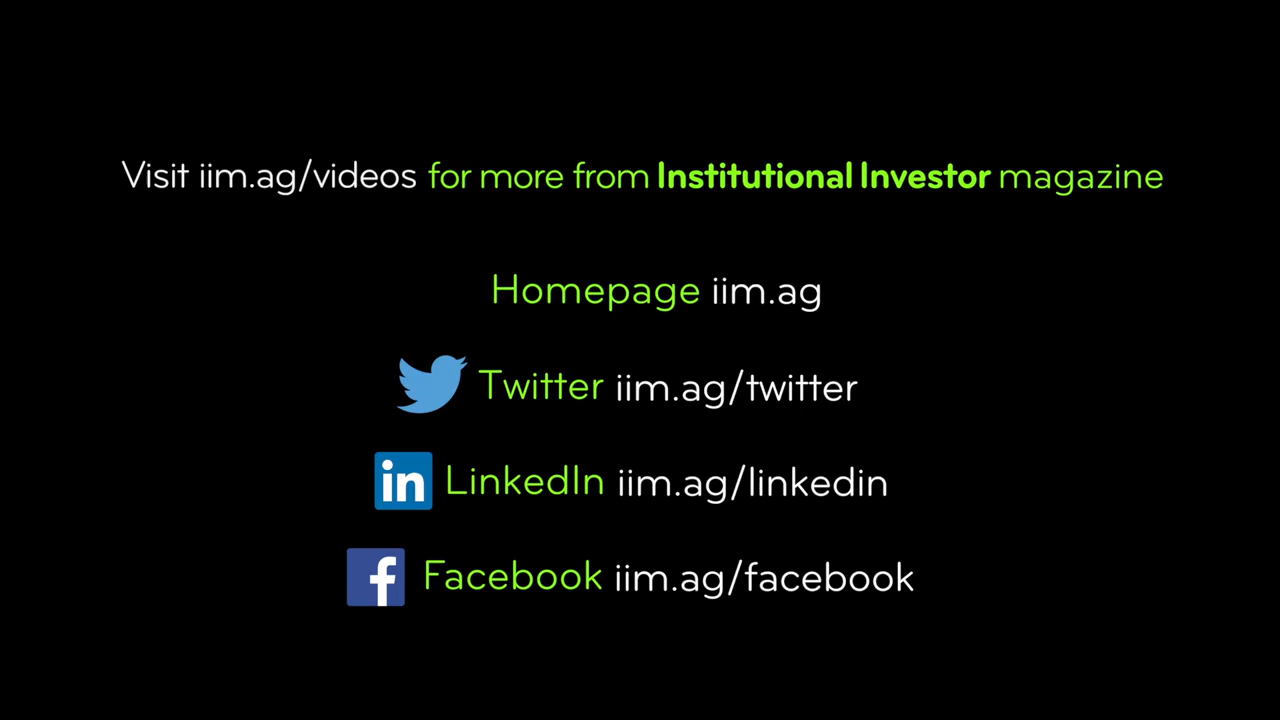 Visit iim.ag/videos for more from Institutional Investor magazine
Homepage iim.ag
Twitter iim.ag/twitter
in LinkedIn iim.ag/linkedin
f Facebook iim.ag/facebook